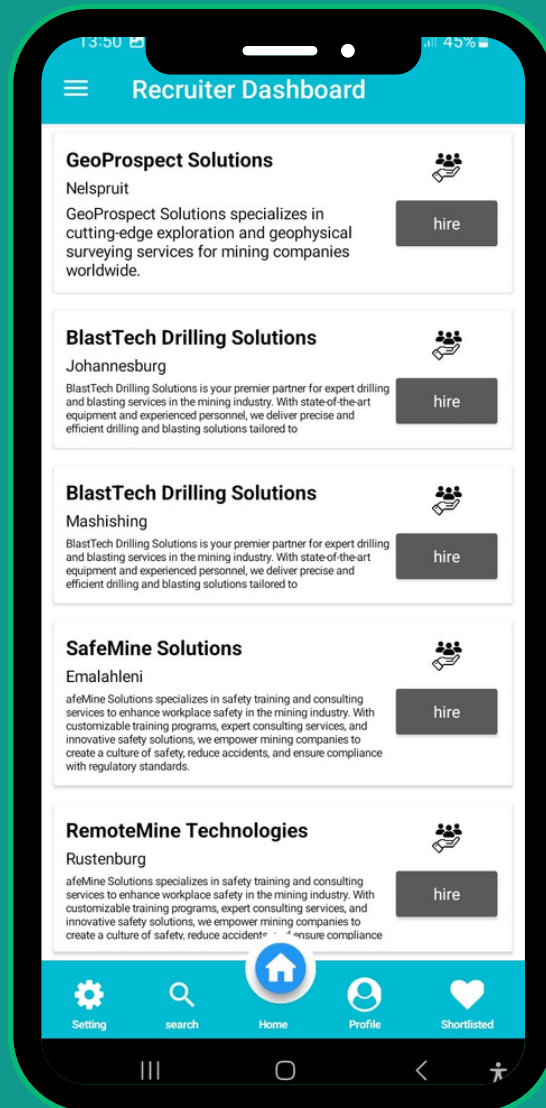 13:50
45%
Recruiter Dashboard
GeoProspect Solutions
Nelspruit
GeoProspect Solutions specializes in
cutting-edge exploration and geophysical
surveying services for mining companies
worldwide.
hire
BlastTech Drilling Solutions
Johannesburg
BlastTech Drilling Solutions is your premier partner for expert drilling
and blasting services in the mining industry. With state-of-the-art
equipment and experienced personnel, we deliver precise and
efficient drilling and blasting solutions tailored to
hire
BlastTech Drilling Solutions
Mashishing
BlastTech Drilling Solutions is your premier partner for expert drilling
and blasting services in the mining industry. With state-of-the-art
equipment and experienced personnel, we deliver precise and
efficient drilling and blasting solutions tailored to
hire
SafeMine Solutions
Emalahleni
afeMine Solutions specializes in safety training and consulting
services to enhance workplace safety in the mining industry. With
customizable training programs, expert consulting services, and
innovative safety solutions, we empower mining companies to
create a culture of safety, reduce accidents, and ensure compliance
with regulatory standards.
hire
RemoteMine Technologies
Rustenburg
afeMine Solutions specializes in safety training and consulting
services to enhance workplace safety in the mining industry. With
customizable training programs, expert consulting services, and
innovative safety solutions, we empower mining companies to
create a culture of safety, reduce accidents, ensure compliance
hire
Setting
search
Home
Profile
Shortlisted